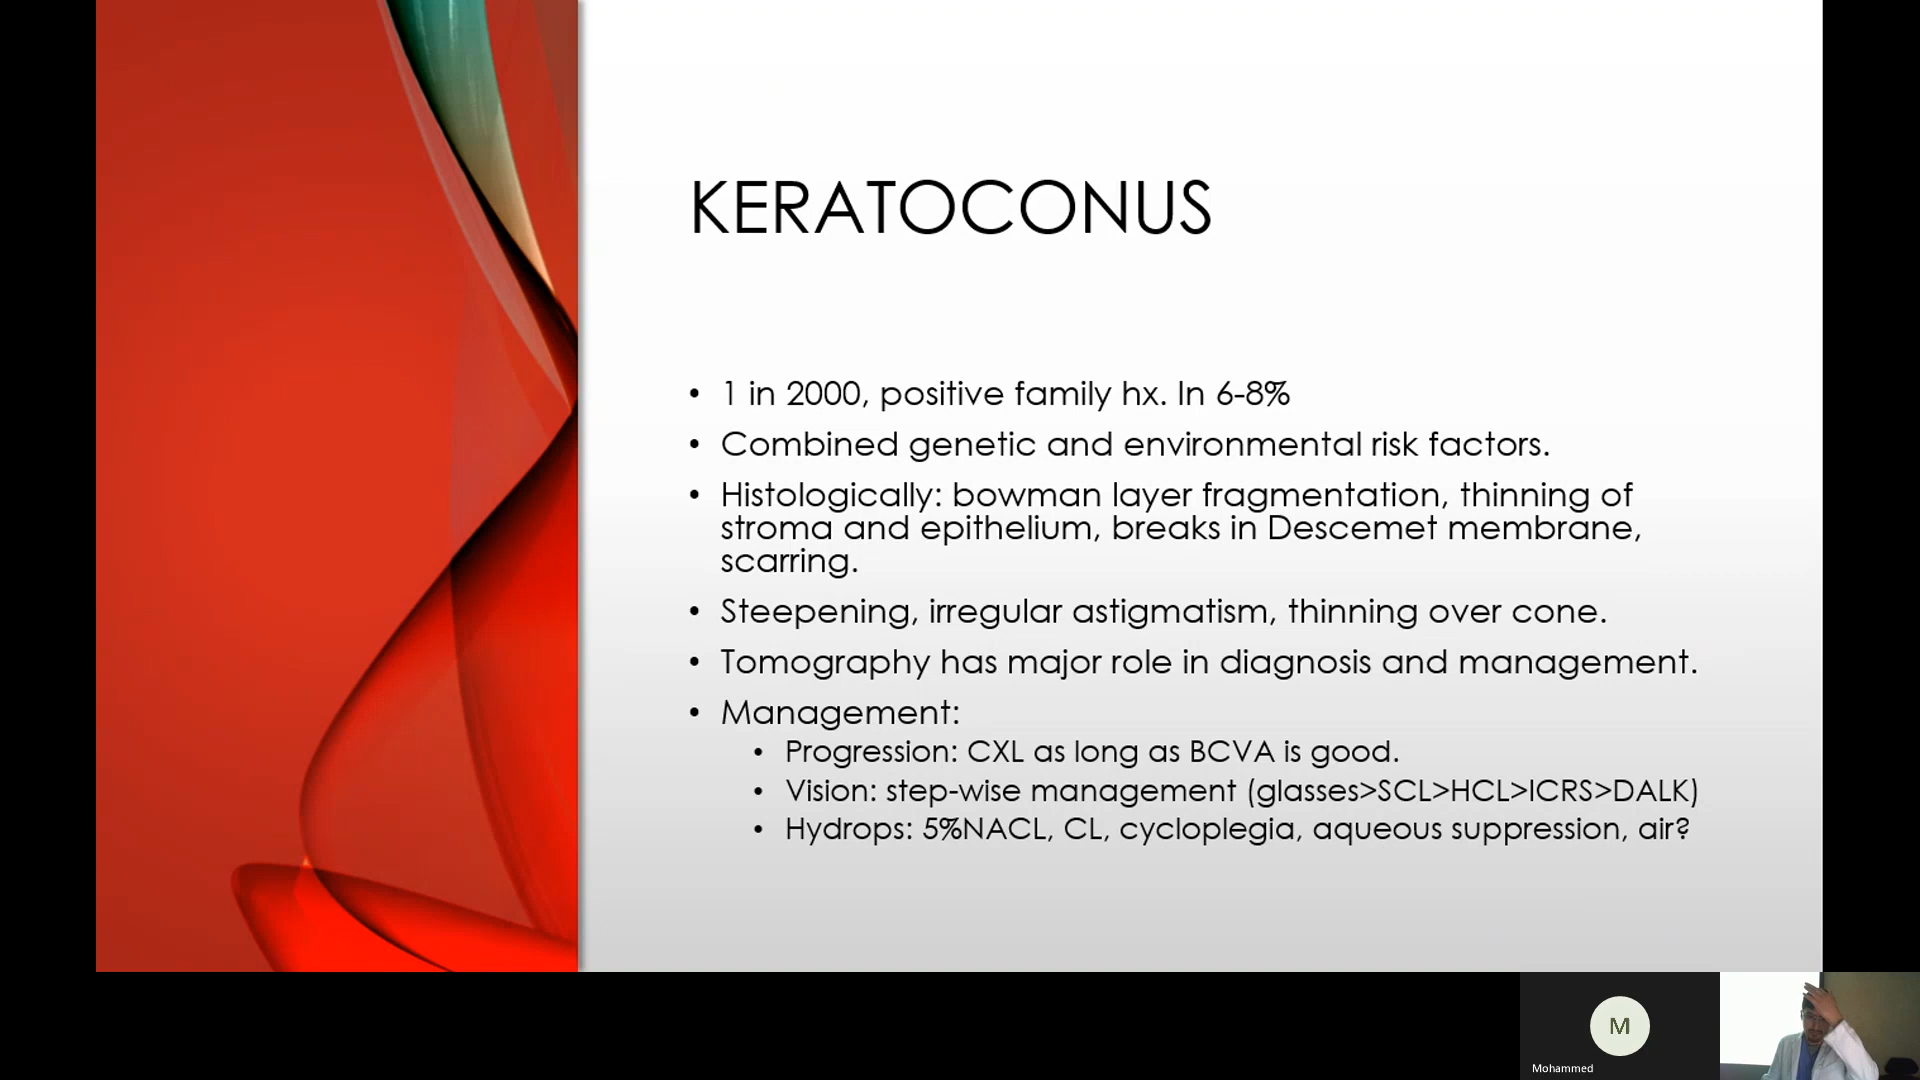 KERATOCONUS
• 1 in 2000, positive family hx. In 6-8%
• Combined genetic and environmental risk factors.
• Histologically: bowman layer fragmentation, thinning of
stroma and epithelium, breaks in Descemet membrane,
scarring.
• Steepening, irregular astigmatism, thinning over cone.
• Tomography has major role in diagnosis and management.
• Management:
• Progression: CXL as long as BCVA is good.
• Vision: step-wise management (glasses>SCL>HCL>ICRS>DALK)
• Hydrops: 5%NACL, CL, cycloplegia, aqueous suppression, air?
M
Mohammed